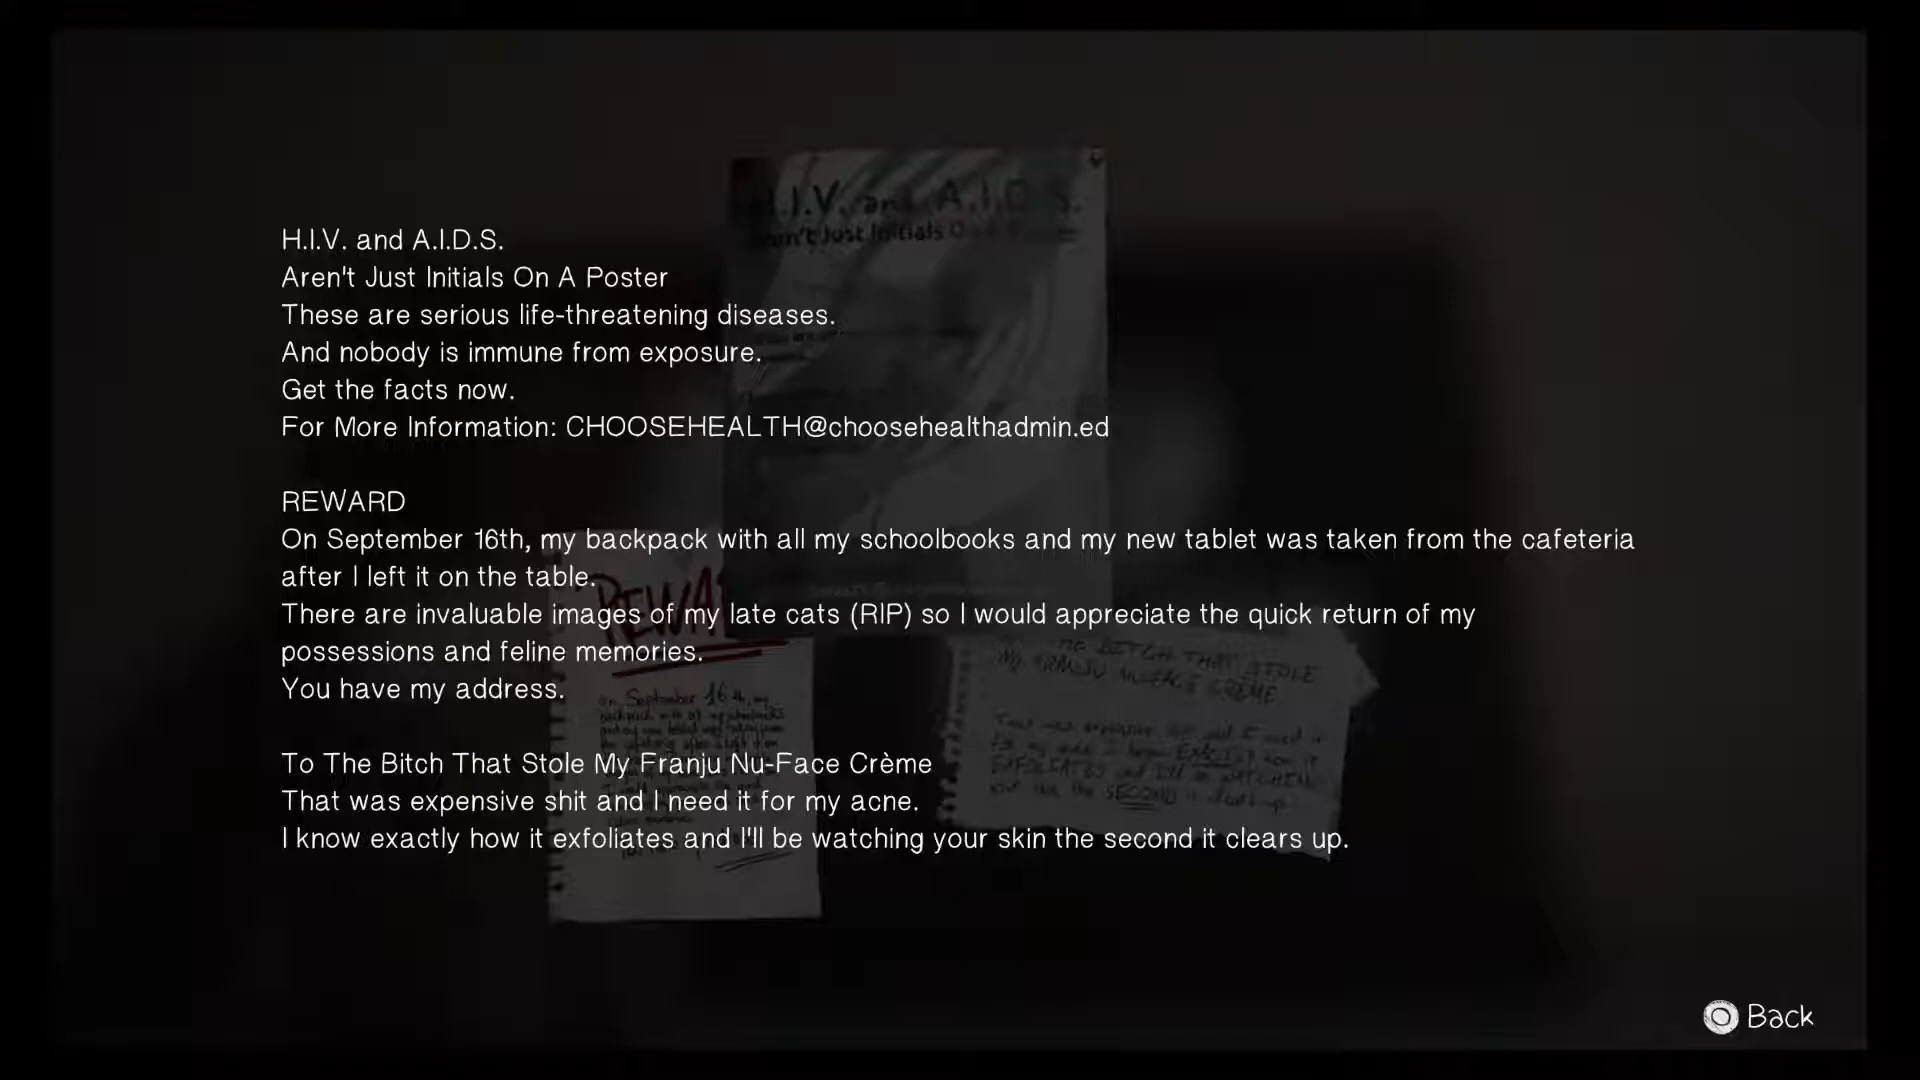 H.I.V. and A.I.D.S.
Aren't Just Initials On A Poster
These are serious life-threatening diseases.
And nobody is immune from exposure.
Get the facts now.
For More Information: CHOOSEHEALTH@choosehealthadmin.ed
REWARD
On September 16th, my backpack with all my schoolbooks and my new tablet was taken from the cafeteria
after I left it on the table.
There are invaluable images of my late cats (RIP) so I would appreciate the quick return of my
possessions and feline memories.
You have my address.
To The Bitch That Stole My Franju Nu-Face Crème
That was expensive shit and I need it for my acne.
I know exactly how it exfoliates and I'll be watching your skin the second it clears up.
Back